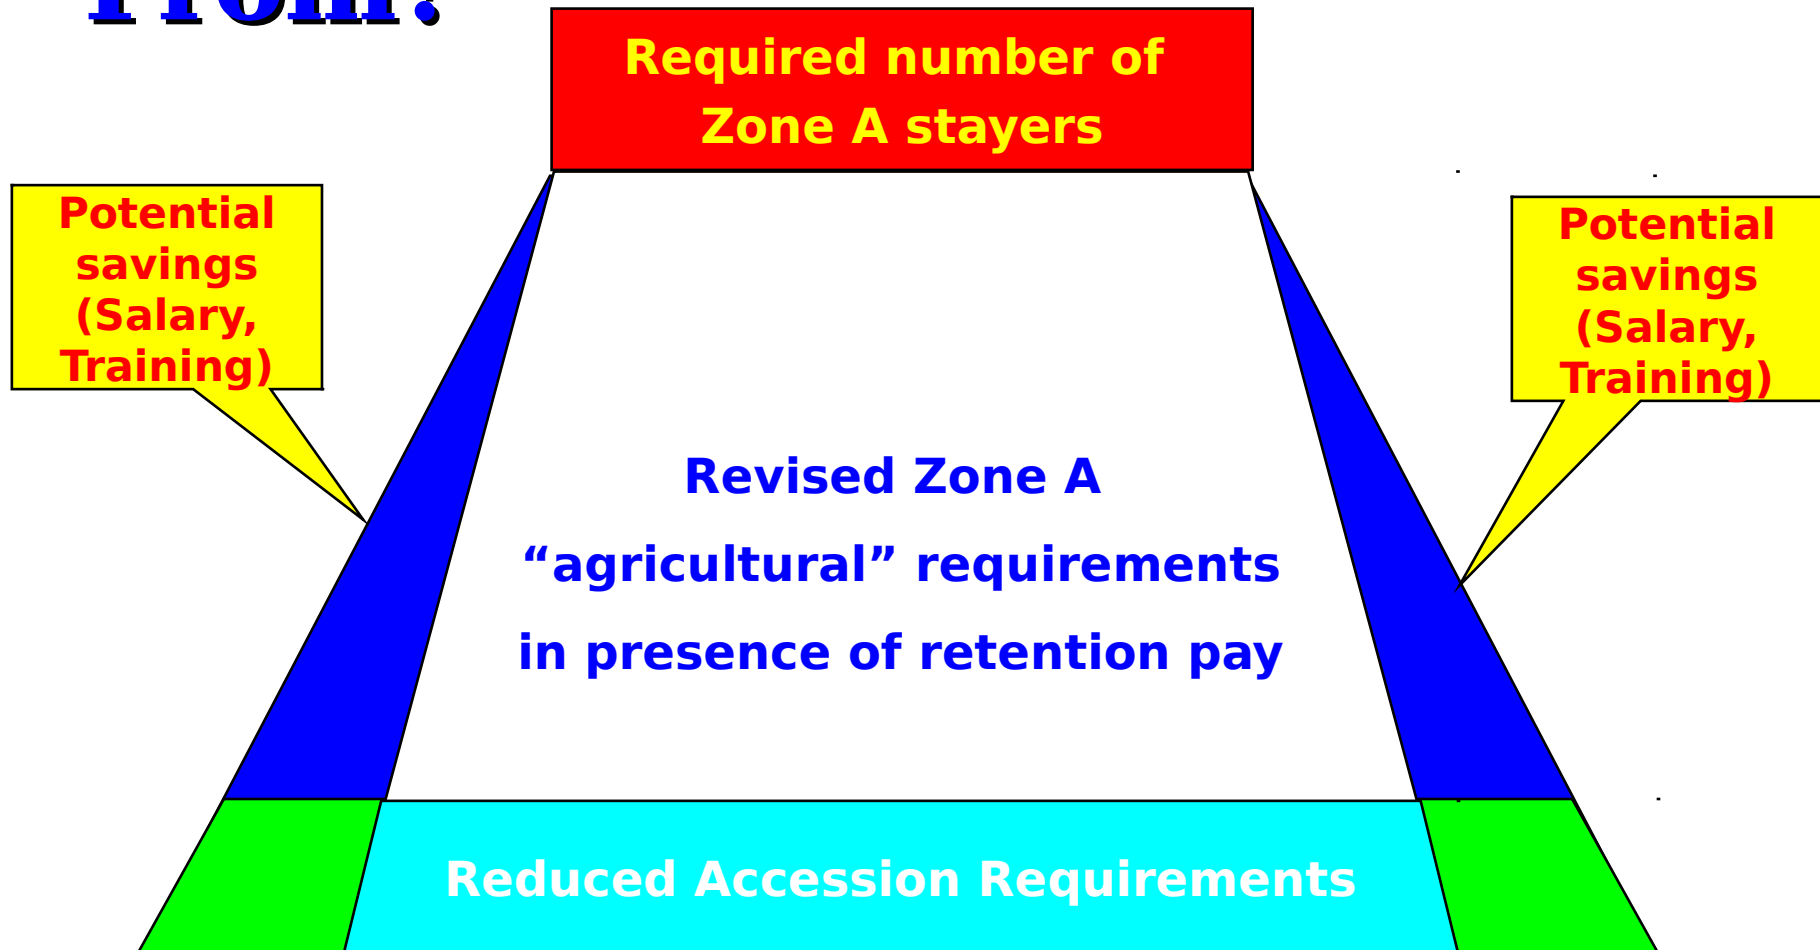 From?
Required number of
Zone A stayers
Potential
savings
(Salary,
Training)
Potential
savings
(Salary,
Training)
Revised Zone A
“agricultural” requirements
in presence of retention pay
Reduced Accession Requirements